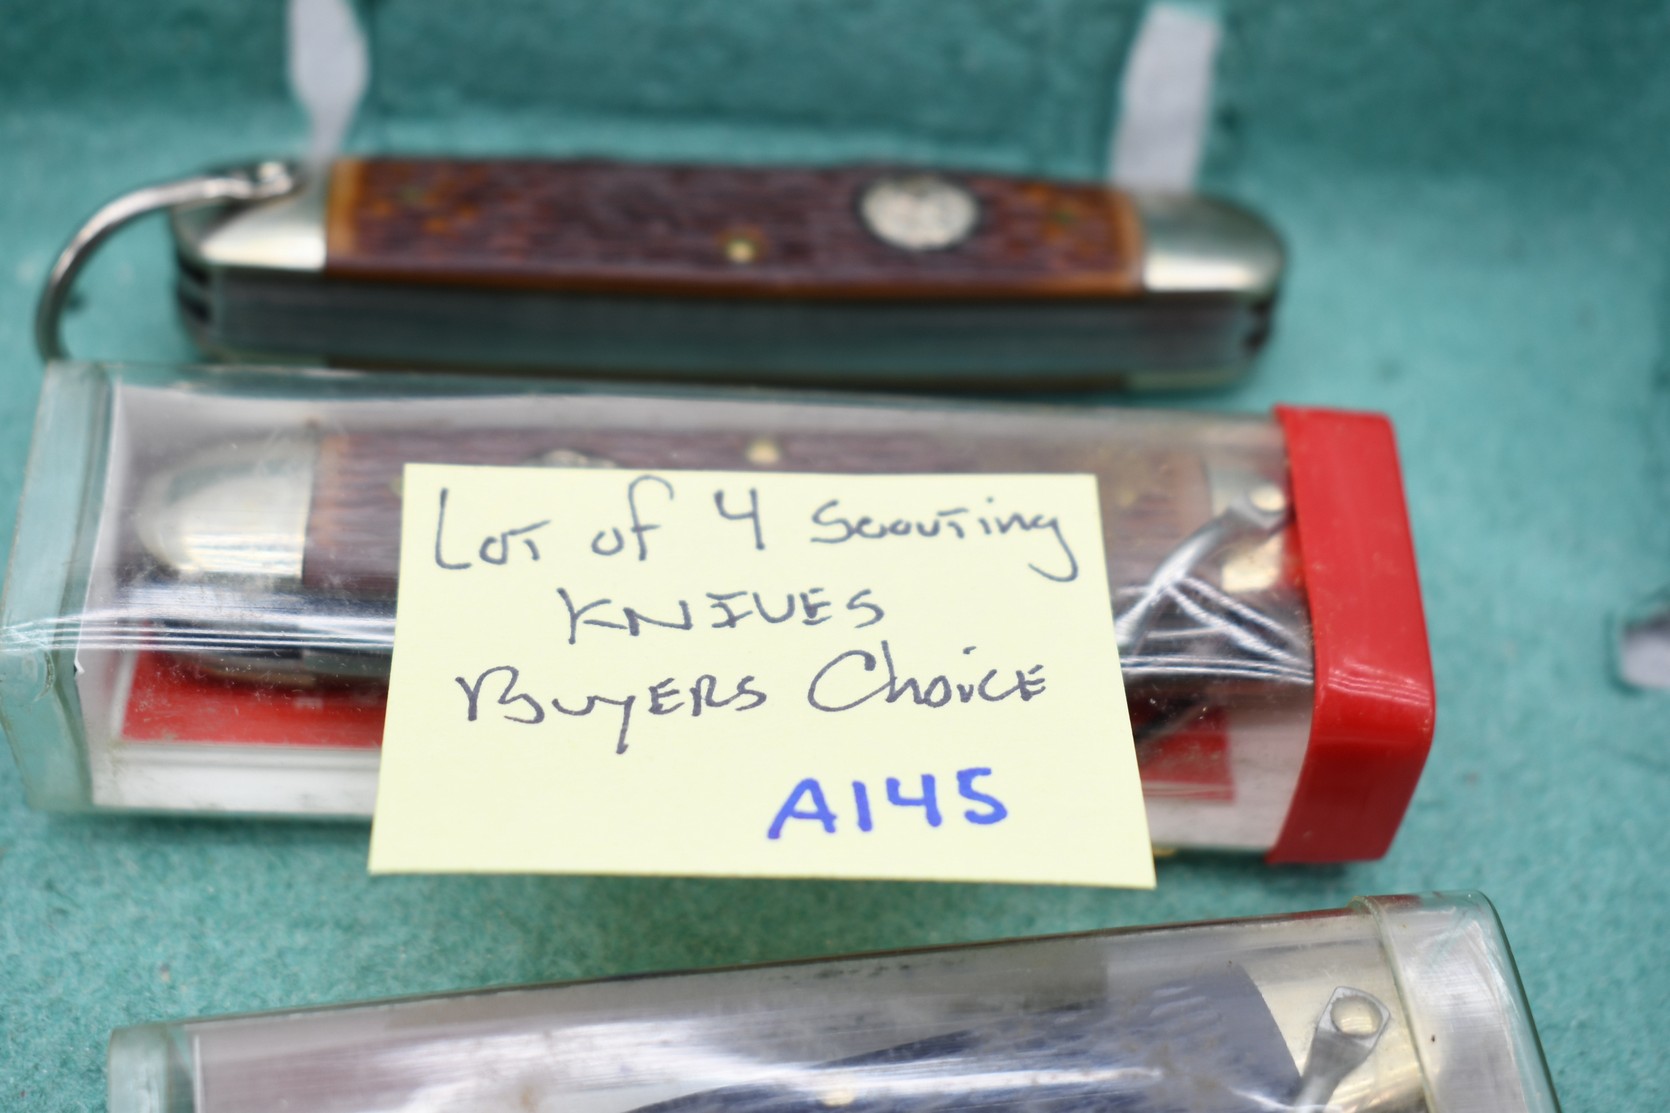 Lot of 4 Scouting
KNIVES
BuyERS Choice
A145